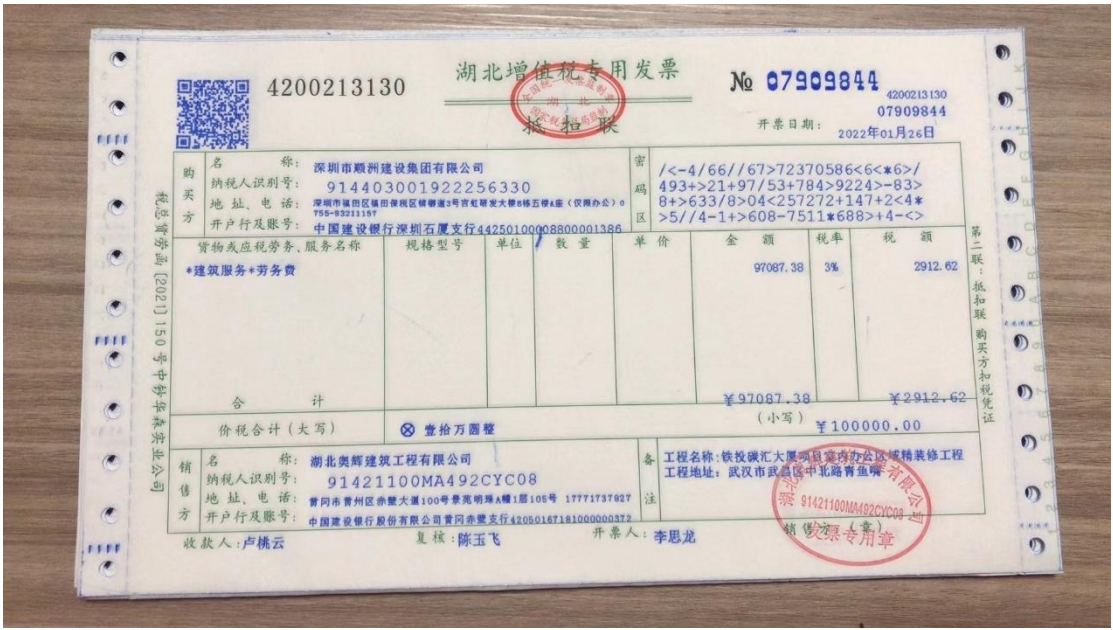 湖北增值税专用发票
抵扣联
4200213130
№ 07909844
4200213130
07909844
开票日期: 2022年01月26日
税总货劳函[2021]150号中钞华森实业公司
购买方
名 称: 深圳市顺洲建设集团有限公司
纳税人识别号: 914403001922256330
地 址、电 话: 深圳市福田区福田保税区槟榔道3号吉虹研发大楼B栋五楼A座(仅限办公)0
755-83211157
开户行及账号: 中国建设银行深圳石厦支行44250100008800001386
密码区
/<-4/66//67>72370586<6<*6>/
493+>21+97/53+784>9224>-83>
8+>633/8>04<257272+147+2<4*
>5//4-1+>608-7511*688>+4-<>
货物或应税劳务、服务名称 规格型号 单位 数 量 单 价 金 额 税率 税 额
*建筑服务*劳务费 97087.38 3% 2912.62
合 计 ¥97087.38 ¥2912.62
价税合计(大写) ⊗ 壹拾万圆整 (小写) ¥100000.00
销售方
名 称: 湖北奥辉建筑工程有限公司
纳税人识别号: 91421100MA492CYC08
地 址、电 话: 黄冈市黄州区赤壁大道100号景苑明珠A幢1层105号 17771737927
开户行及账号: 中国建设银行股份有限公司黄冈赤壁支行42050167181000000372
备注
工程名称:铁投碳汇大厦项目室内办公区域精装修工程
工程地址: 武汉市武昌区中北路青鱼嘴
收款人:卢桃云 复核:陈玉飞 开票人:李思龙 销售方:(章)
91421100MA492CYC08
发票专用章
第二联:抵扣联 购买方扣税凭证